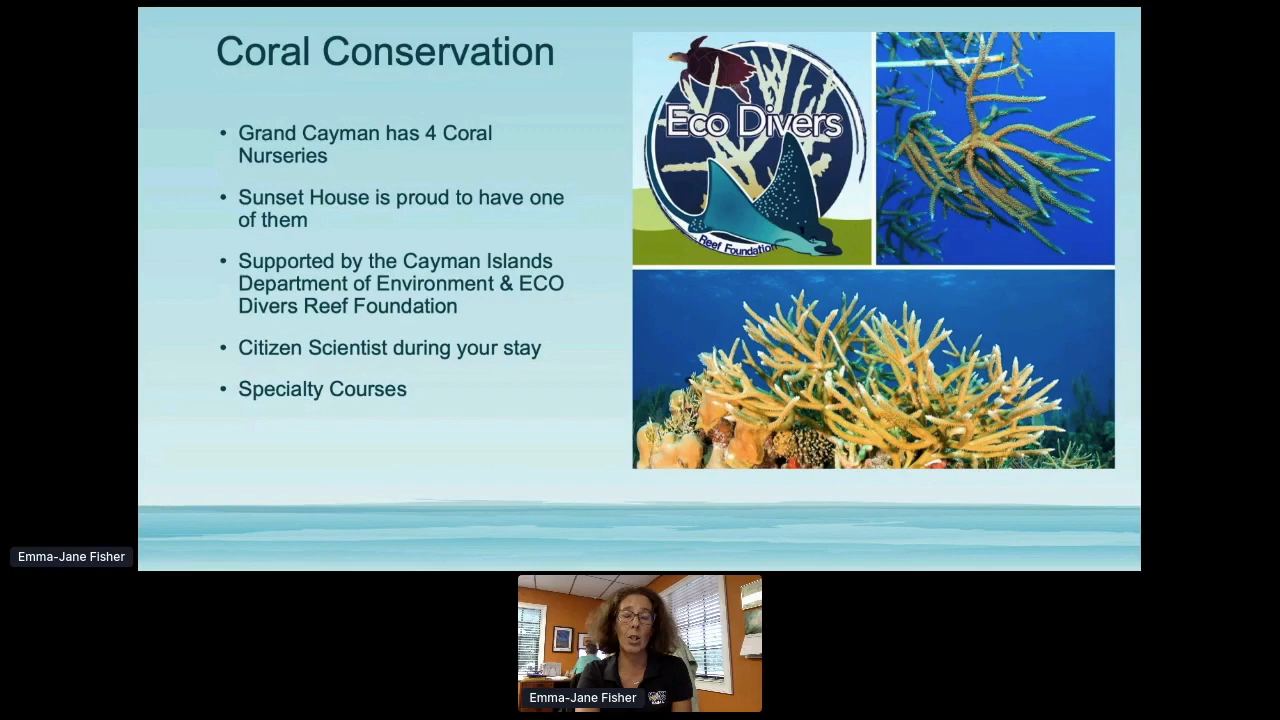 Coral Conservation
• Grand Cayman has 4 Coral
Nurseries
• Sunset House is proud to have one
of them
• Supported by the Cayman Islands
Department of Environment & ECO
Divers Reef Foundation
• Citizen Scientist during your stay
• Specialty Courses
Eco Divers
Reef Foundation
Emma-Jane Fisher
Emma-Jane Fisher